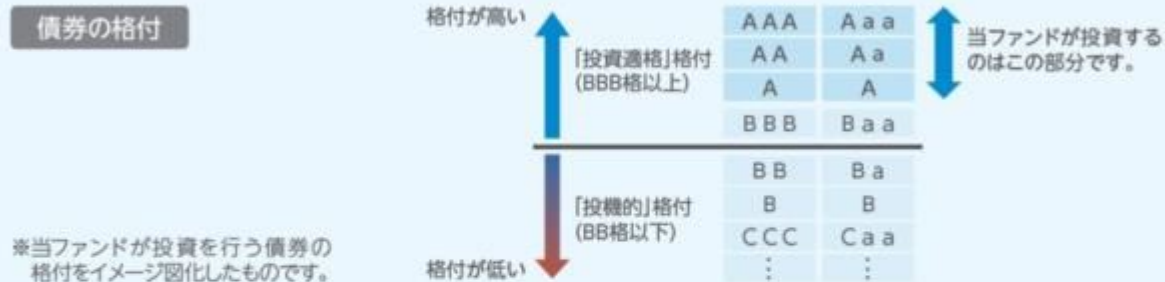 債券の格付
格付が高い
「投資適格」格付
(BBB格以上)
AAA Aaa
AA Aa
A A
BBB Baa
当ファンドが投資する
のはこの部分です。
「投機的」格付
(BB格以下)
BB Ba
B B
CCC Caa
⋮ ⋮
格付が低い
※当ファンドが投資を行う債券の
格付をイメージ図化したものです。